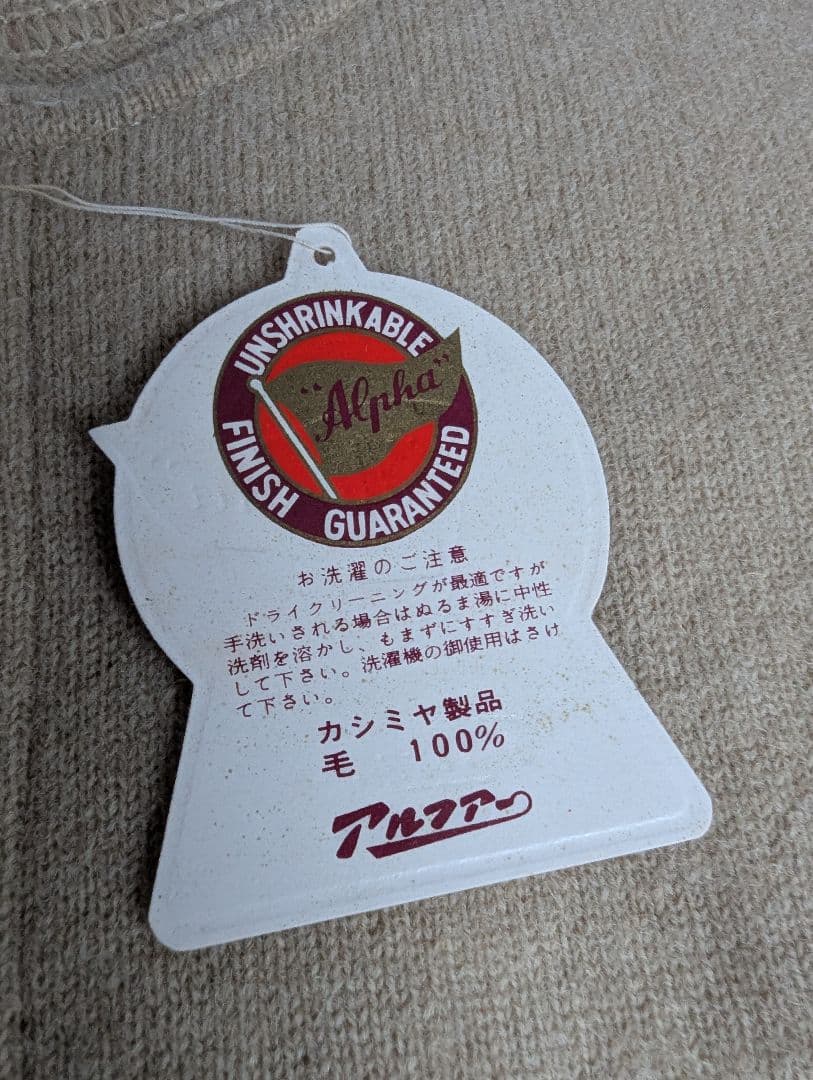 UNSHRINKABLE
"Alpha"
FINISH GUARANTEED
お洗濯のご注意
ドライクリーニングが最適ですが
手洗いされる場合はぬるま湯に中性
洗剤を溶かし、もまずにすすぎ洗い
して下さい。洗濯機の御使用はさけ
て下さい。
カシミヤ製品
毛 100%
アルファー